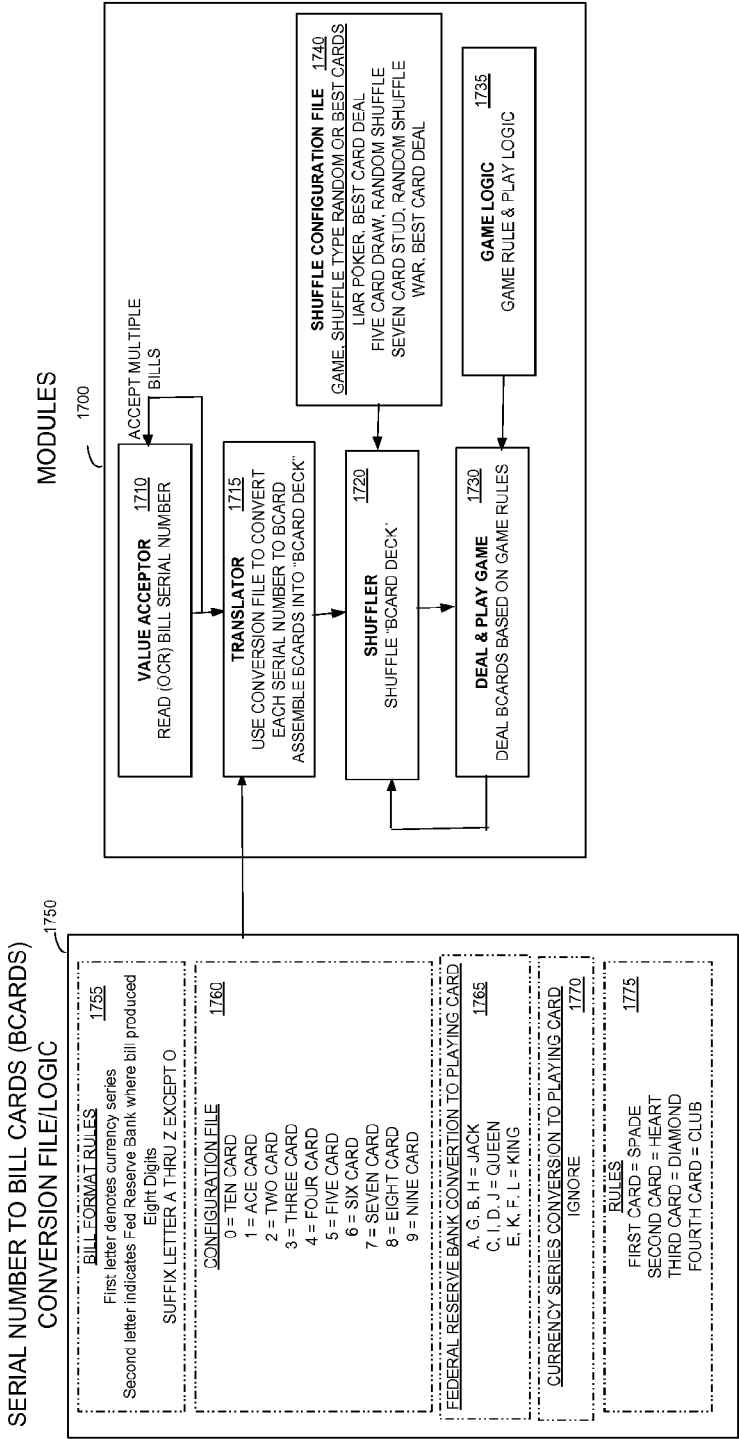 SERIAL NUMBER TO BILL CARDS (BCARDS)
CONVERSION FILE/LOGIC
1750
BILL FORMAT RULES
1755
First letter denotes currency series
Second letter indicates Fed Reserve Bank where bill produced
Eight Digits
SUFFIX LETTER A THRU Z EXCEPT O
CONFIGURATION FILE
1760
0 = TEN CARD
1 = ACE CARD
2 = TWO CARD
3 = THREE CARD
4 = FOUR CARD
5 = FIVE CARD
6 = SIX CARD
7 = SEVEN CARD
8 = EIGHT CARD
9 = NINE CARD
FEDERAL RESERVE BANK CONVERTION TO PLAYING CARD
1765
A, G, B, H = JACK
C, I, D, J = QUEEN
E, K, F, L = KING
CURRENCY SERIES CONVERSION TO PLAYING CARD
1770
IGNORE
RULES
1775
FIRST CARD = SPADE
SECOND CARD = HEART
THIRD CARD = DIAMOND
FOURTH CARD = CLUB
MODULES
1700
ACCEPT MULTIPLE
BILLS
VALUE ACCEPTOR
1710
READ (OCR) BILL SERIAL NUMBER
TRANSLATOR
1715
USE CONVERSION FILE TO CONVERT
EACH SERIAL NUMBER TO BCARD
ASSEMBLE BCARDS INTO "BCARD DECK"
SHUFFLER
1720
SHUFFLE "BCARD DECK'
DEAL & PLAY GAME
1730
DEAL BCARDS BASED ON GAME RULES
SHUFFLE CONFIGURATION FILE
1740
GAME, SHUFFLE TYPE RANDOM OR BEST CARDS
LIAR POKER, BEST CARD DEAL
FIVE CARD DRAW, RANDOM SHUFFLE
SEVEN CARD STUD, RANDOM SHUFFLE
WAR, BEST CARD DEAL
GAME LOGIC
1735
GAME RULE & PLAY LOGIC